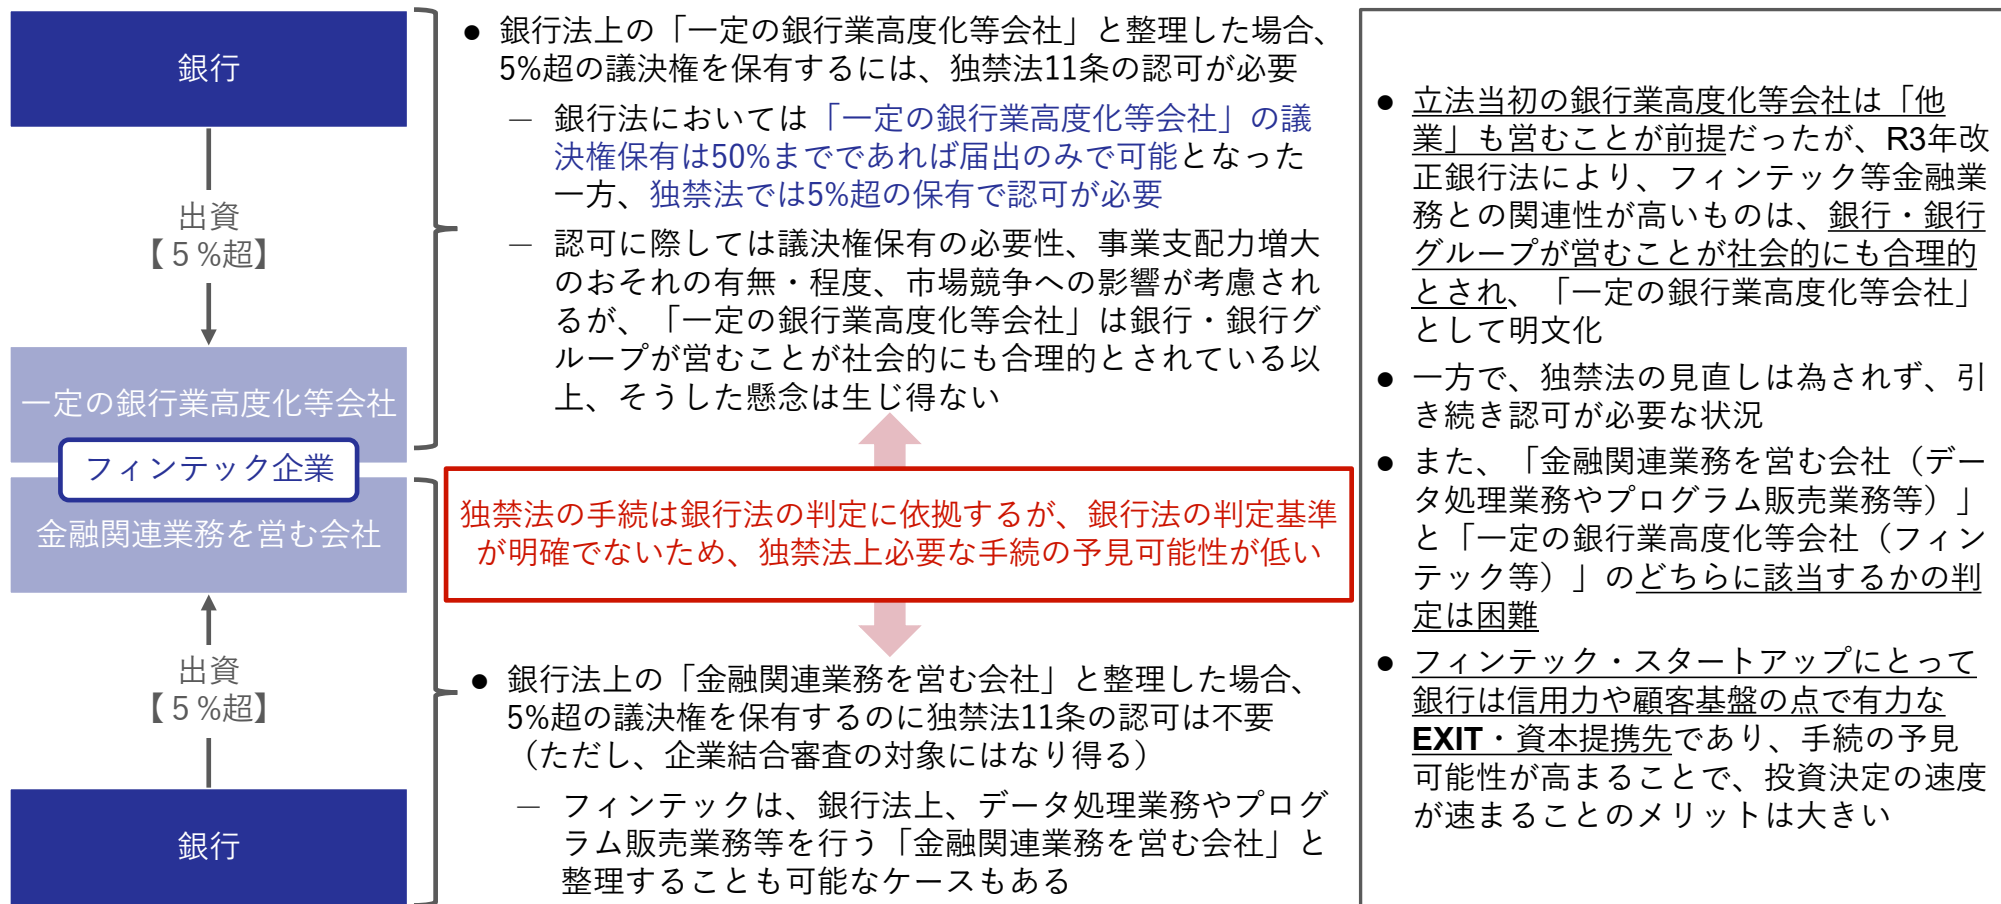 銀行
出資
【５%超】
一定の銀行業高度化等会社
フィンテック企業
金融関連業務を営む会社
出資
【５%超】
銀行
● 銀行法上の「一定の銀行業高度化等会社」と整理した場合、
5%超の議決権を保有するには、独禁法11条の認可が必要
― 銀行法においては「一定の銀行業高度化等会社」の議
決権保有は50%までであれば届出のみで可能となった
一方、独禁法では5%超の保有で認可が必要
― 認可に際しては議決権保有の必要性、事業支配力増大
のおそれの有無・程度、市場競争への影響が考慮され
るが、「一定の銀行業高度化等会社」は銀行・銀行グ
ループが営むことが社会的にも合理的とされている以
上、そうした懸念は生じ得ない
独禁法の手続は銀行法の判定に依拠するが、銀行法の判定基準
が明確でないため、独禁法上必要な手続の予見可能性が低い
● 銀行法上の「金融関連業務を営む会社」と整理した場合、
5%超の議決権を保有するのに独禁法11条の認可は不要
（ただし、企業結合審査の対象にはなり得る）
― フィンテックは、銀行法上、データ処理業務やプログ
ラム販売業務等を行う「金融関連業務を営む会社」と
整理することも可能なケースもある
● 立法当初の銀行業高度化等会社は「他
業」も営むことが前提だったが、R3年改
正銀行法により、フィンテック等金融業
務との関連性が高いものは、銀行・銀行
グループが営むことが社会的にも合理的
とされ、「一定の銀行業高度化等会社」
として明文化
● 一方で、独禁法の見直しは為されず、引
き続き認可が必要な状況
● また、「金融関連業務を営む会社（デー
タ処理業務やプログラム販売業務等）」
と「一定の銀行業高度化等会社（フィン
テック等）」のどちらに該当するかの判
定は困難
● フィンテック・スタートアップにとって
銀行は信用力や顧客基盤の点で有力な
EXIT・資本提携先であり、手続の予見
可能性が高まることで、投資決定の速度
が速まることのメリットは大きい